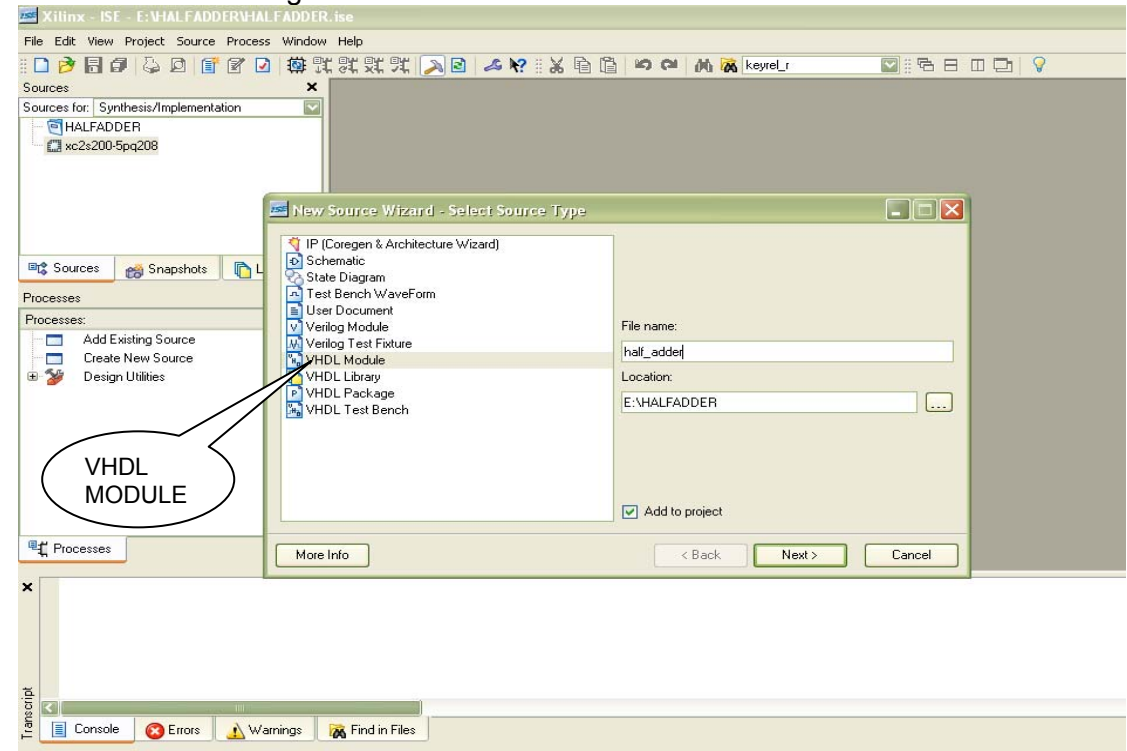 Xilinx - ISE - E:\HALFADDER\HALFADDER.ise
File Edit View Project Source Process Window Help
keyrel_r
Sources
Sources for: Synthesis/Implementation
HALFADDER
xc2s200-5pq208
Sources Snapshots L
Processes
Processes:
Add Existing Source
Create New Source
Design Utilities
Processes
New Source Wizard - Select Source Type
IP (Coregen & Architecture Wizard)
Schematic
State Diagram
Test Bench WaveForm
User Document
Verilog Module
Verilog Test Fixture
VHDL Module
VHDL Library
VHDL Package
VHDL Test Bench
File name:
half_adder
Location:
E:\HALFADDER
...
Add to project
More Info < Back Next > Cancel
VHDL
MODULE
Transcript
Console Errors Warnings Find in Files